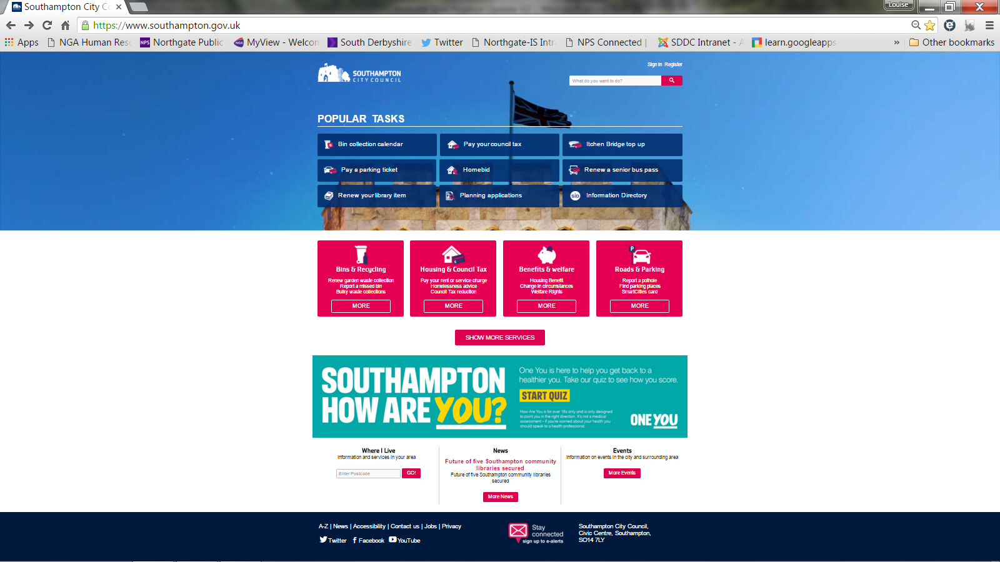 Southampton City Co
Louise
https://www.southampton.gov.uk
Apps
NGA Human Reso
Northgate Public
MyView - Welcom
South Derbyshire
Twitter
Northgate-IS Intra
NPS Connected |
SDDC Intranet - A
learn.googleapps
» Other bookmarks
SOUTHAMPTON
CITY COUNCIL
Sign in Register
What do you want to do?
POPULAR TASKS
Bin collection calendar
Pay your council tax
Itchen Bridge top up
Pay a parking ticket
Homebid
Renew a senior bus pass
Renew your library item
Planning applications
sid Information Directory
Bins & Recycling
Renew garden waste collection
Report a missed bin
Bulky waste collections
MORE
Housing & Council Tax
Pay your rent or service charge
Homelessness advice
Council Tax reduction
MORE
Benefits & welfare
Housing Benefit
Change in circumstances
Welfare Rights
MORE
P
Roads & Parking
Report a pothole
Find parking places
SmartCities card
MORE
SHOW MORE SERVICES
SOUTHAMPTON
HOW ARE YOU?
One You is here to help you get back to a
healthier you. Take our quiz to see how you score.
START QUIZ
How Are You is for over 18s only and is only designed
to point you in the right direction. It's not a medical
assessment – if you're worried about your health you
should speak to a health professional.
ONE YOU
Where I Live
Information and services in your area
Enter Postcode GO!
News
Future of five Southampton community
libraries secured
Future of five Southampton community libraries
secured
More News
Events
Information on events in the city and surrounding area
More Events
A-Z | News | Accessibility | Contact us | Jobs | Privacy
Twitter Facebook YouTube
Stay
connected
sign up to e-alerts
Southampton City Council,
Civic Centre, Southampton,
SO14 7LY